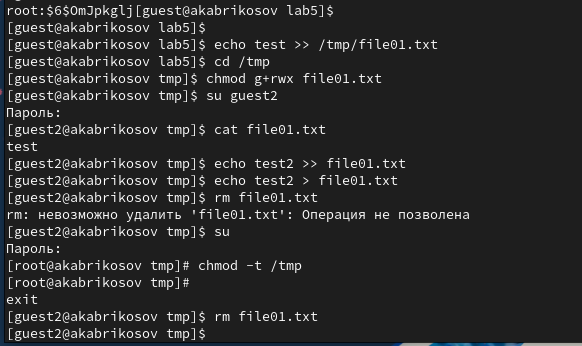 root:$6$OmJpkglj[guest@akabrikosov lab5]$
[guest@akabrikosov lab5]$
[guest@akabrikosov lab5]$ echo test >> /tmp/file01.txt
[guest@akabrikosov lab5]$ cd /tmp
[guest@akabrikosov tmp]$ chmod g+rwx file01.txt
[guest@akabrikosov tmp]$ su guest2
Пароль:
[guest2@akabrikosov tmp]$ cat file01.txt
test
[guest2@akabrikosov tmp]$ echo test2 >> file01.txt
[guest2@akabrikosov tmp]$ echo test2 > file01.txt
[guest2@akabrikosov tmp]$ rm file01.txt
rm: невозможно удалить 'file01.txt': Операция не позволена
[guest2@akabrikosov tmp]$ su
Пароль:
[root@akabrikosov tmp]# chmod -t /tmp
[root@akabrikosov tmp]#
exit
[guest2@akabrikosov tmp]$ rm file01.txt
[guest2@akabrikosov tmp]$